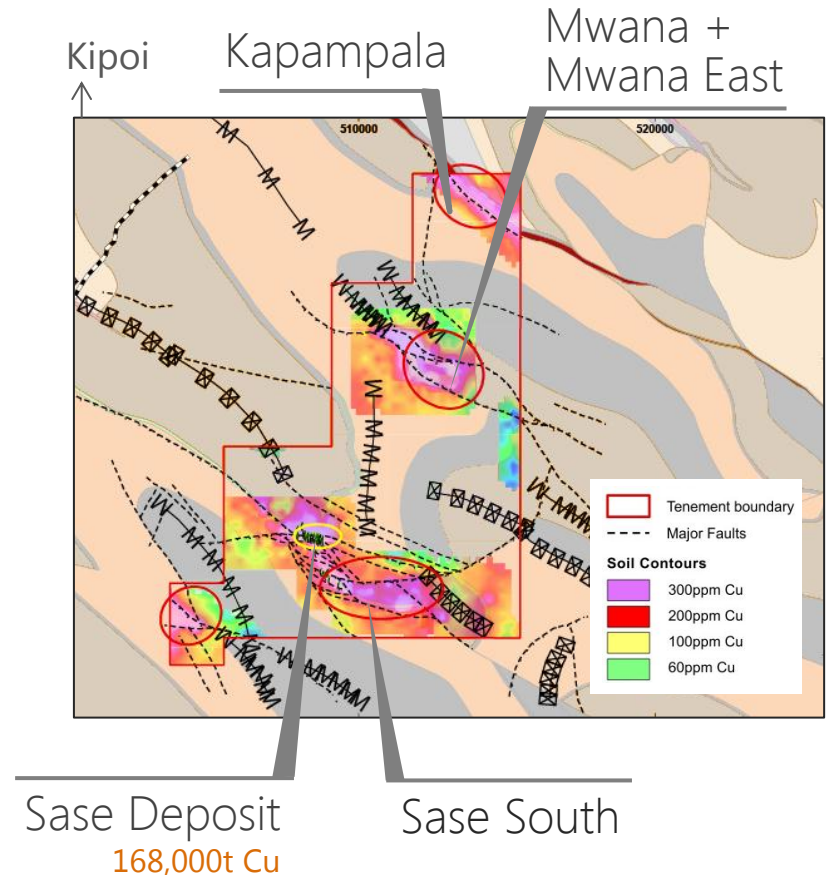 Kipoi
Kapampala
Mwana +
Mwana East
510000
520000
Tenement boundary
Major Faults
Soil Contours
300ppm Cu
200ppm Cu
100ppm Cu
60ppm Cu
Sase Deposit
168,000t Cu
Sase South